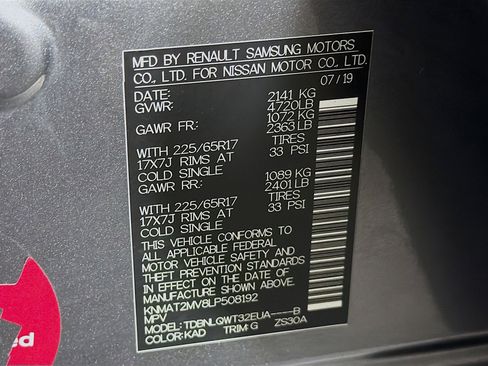 MFD BY RENAULT SAMSUNG MOTORS
CO., LTD. FOR NISSAN MOTOR CO., LTD.
07/19
DATE: 2141 KG
GVWR: 4720LB
1072 KG
GAWR FR: 2363 LB
WITH 225/65R17 TIRES
17X7J RIMS AT 33 PSI
COLD SINGLE
1089 KG
GAWR RR: 2401 LB
WITH 225/65R17 TIRES
17X7J RIMS AT 33 PSI
COLD SINGLE
THIS VEHICLE CONFORMS TO
ALL APPLICABLE FEDERAL
MOTOR VEHICLE SAFETY AND
THEFT PREVENTION STANDARDS
IN EFFECT ON THE DATE OF
MANUFACTURE SHOWN ABOVE.
KNMAT2MV8LP508192
MPV
MODEL: TDBNLQWT32EUA----B
COLOR: KAD TRIM: G ZS30A
ed